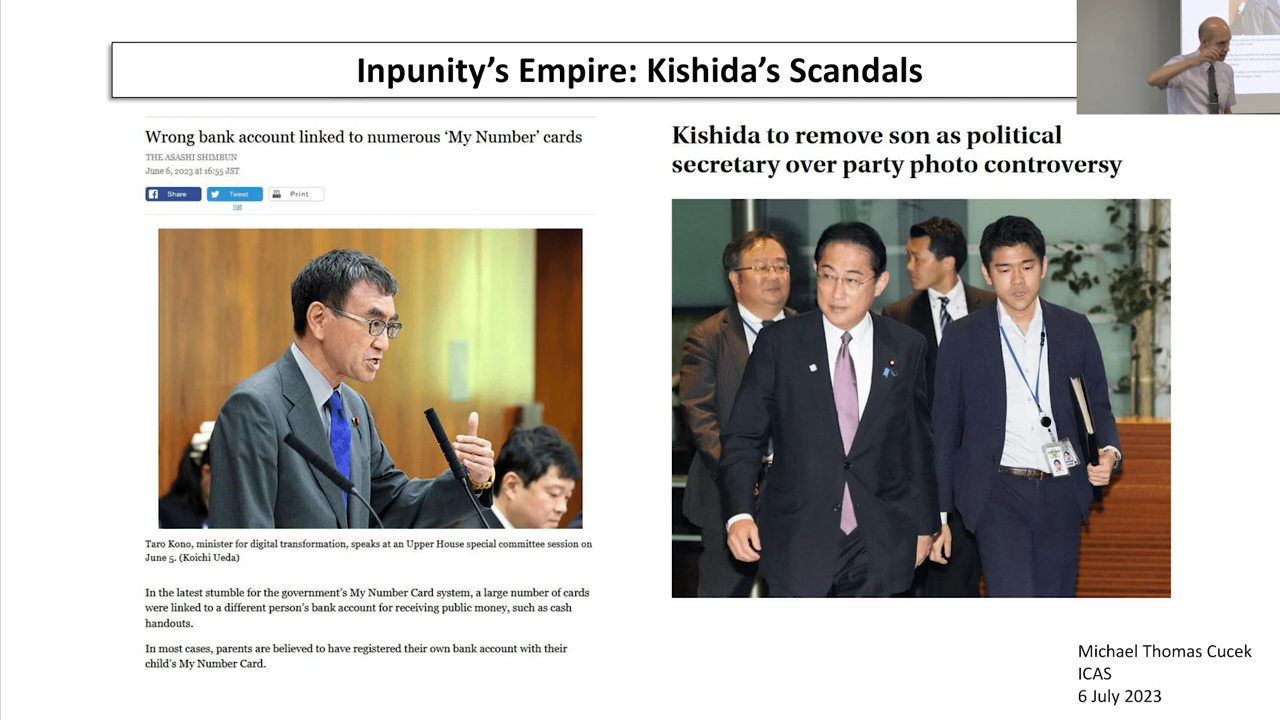 Inpunity's Empire: Kishida's Scandals
Wrong bank account linked to numerous 'My Number' cards
THE ASASHI SHIMBUN
June 6, 2023 at 16:55 JST
Share
Tweet
Print
list
Taro Kono, minister for digital transformation, speaks at an Upper House special committee session on
June 5. (Koichi Ueda)
In the latest stumble for the government's My Number Card system, a large number of cards
were linked to a different person's bank account for receiving public money, such as cash
handouts.
In most cases, parents are believed to have registered their own bank account with their
child's My Number Card.
Kishida to remove son as political
secretary over party photo controversy
Michael Thomas Cucek
ICAS
6 July 2023